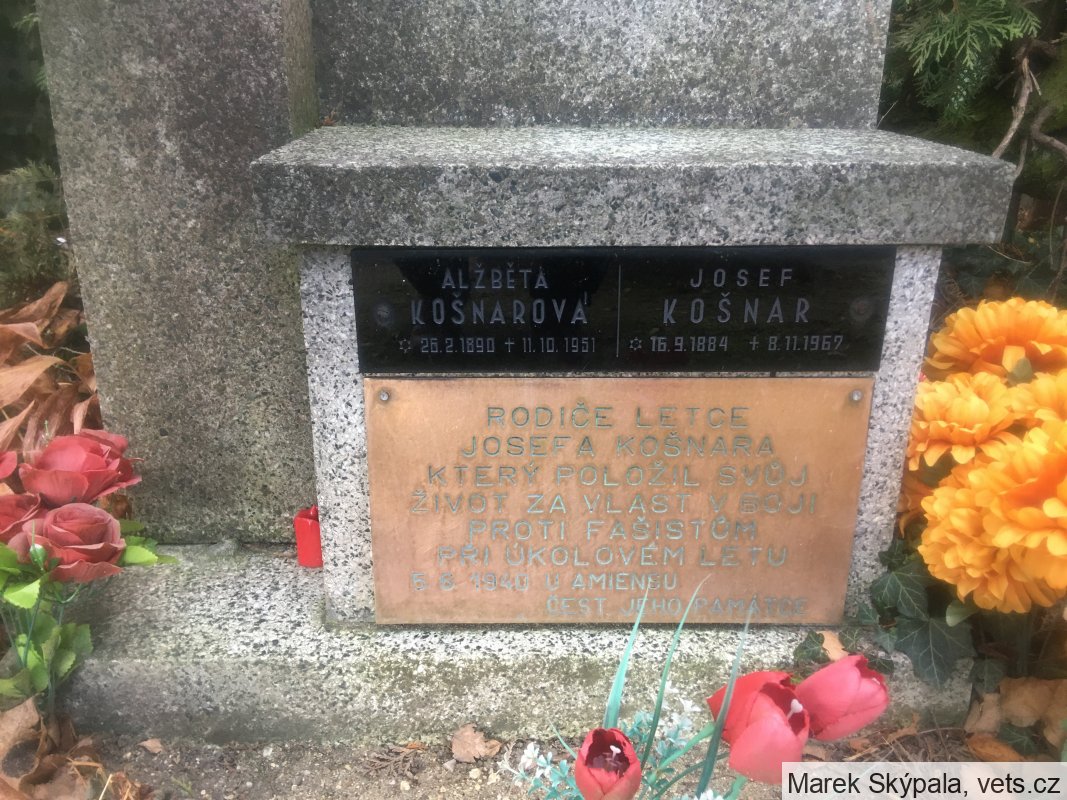 ALŽBĚTA
KOŠNAROVÁ
✡ 26.2.1890 ✝ 11.10.1951
JOSEF
KOŠNAR
✡ 16.9.1884 ✝ 8.11.1967
RODIČE LETCE
JOSEFA KOŠNARA
KTERÝ POLOŽIL SVŮJ
ŽIVOT ZA VLAST V BOJI
PROTI FAŠISTŮM
PŘI ÚKOLOVÉM LETU
5.6.1940 U AMIENSU
ČEST JEHO PAMÁTCE
Marek Skýpala, vets.cz